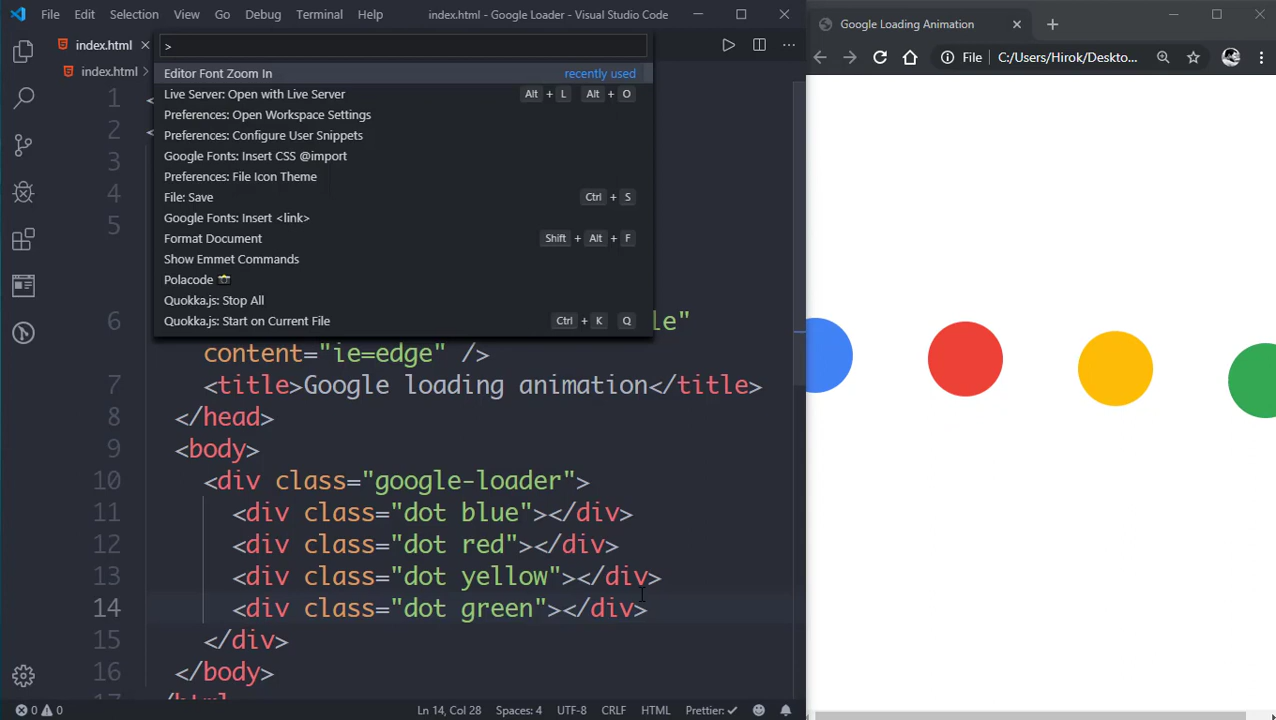 File Edit Selection View Go Debug Terminal Help index.html - Google Loader - Visual Studio Code
index.html
index.html
>
Editor Font Zoom In recently used
Live Server: Open with Live Server Alt + L Alt + O
Preferences: Open Workspace Settings
Preferences: Configure User Snippets
Google Fonts: Insert CSS @import
Preferences: File Icon Theme
File: Save Ctrl + S
Google Fonts: Insert <link>
Format Document Shift + Alt + F
Show Emmet Commands
Polacode 📸
Quokka.js: Stop All
Quokka.js: Start on Current File Ctrl + K Q
1 <
2 <
3
4
5
6 le"
content="ie=edge" />
7 <title>Google loading animation</title>
8 </head>
9 <body>
10 <div class="google-loader">
11 <div class="dot blue"></div>
12 <div class="dot red"></div>
13 <div class="dot yellow"></div>
14 <div class="dot green"></div>
15 </div>
16 </body>
0 0 Ln 14, Col 28 Spaces: 4 UTF-8 CRLF HTML Prettier: ✓
Google Loading Animation
File C:/Users/Hirok/Deskto...